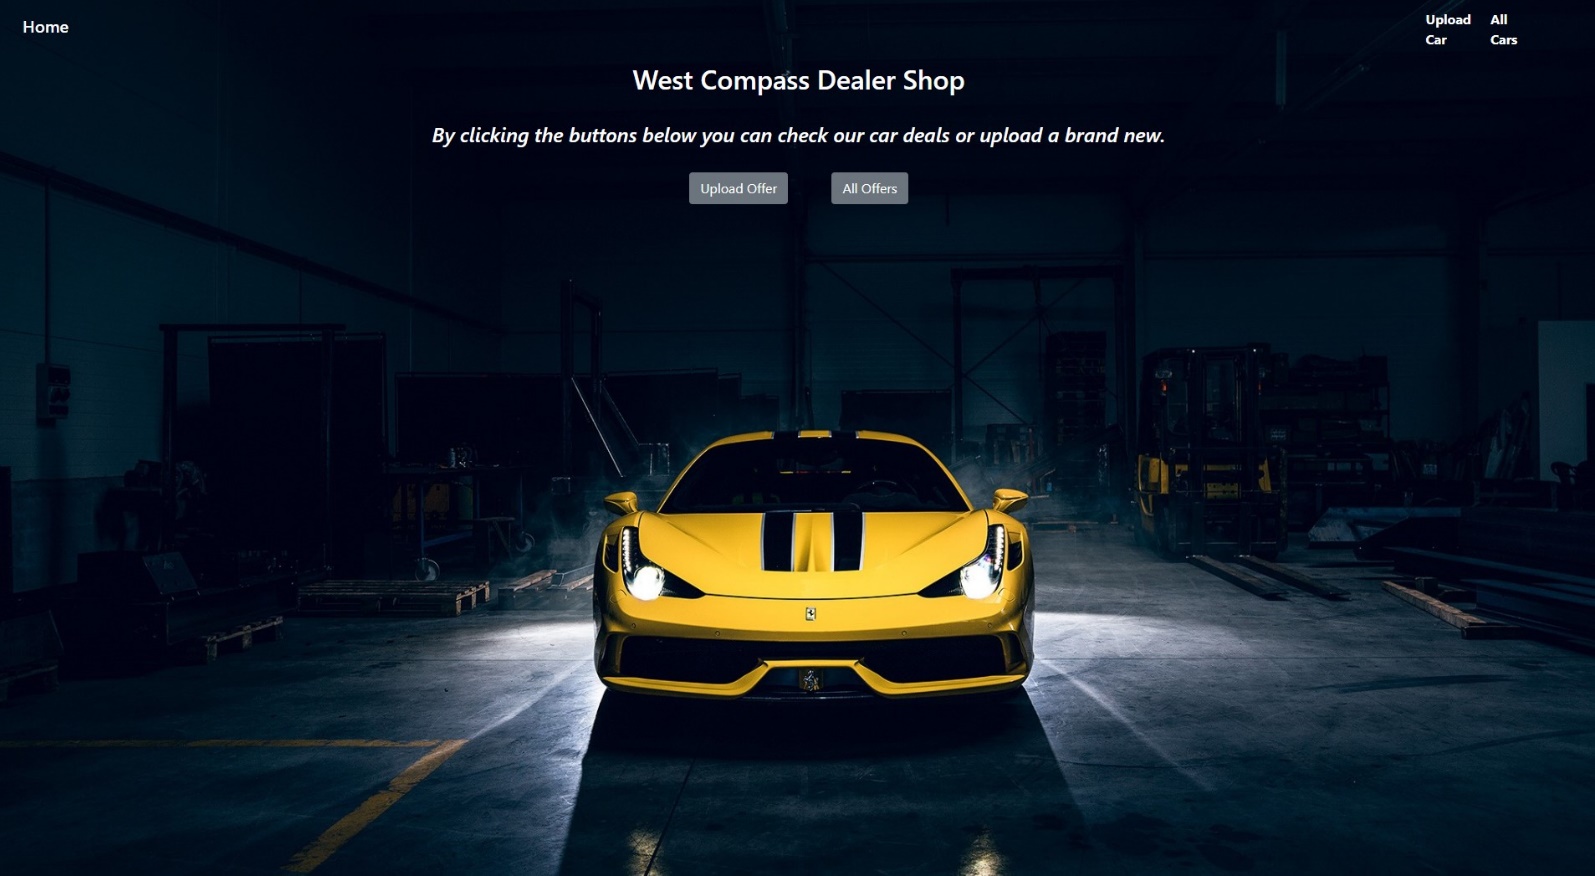 Home
Upload
Car
All
Cars
West Compass Dealer Shop
By clicking the buttons below you can check our car deals or upload a brand new.
Upload Offer
All Offers